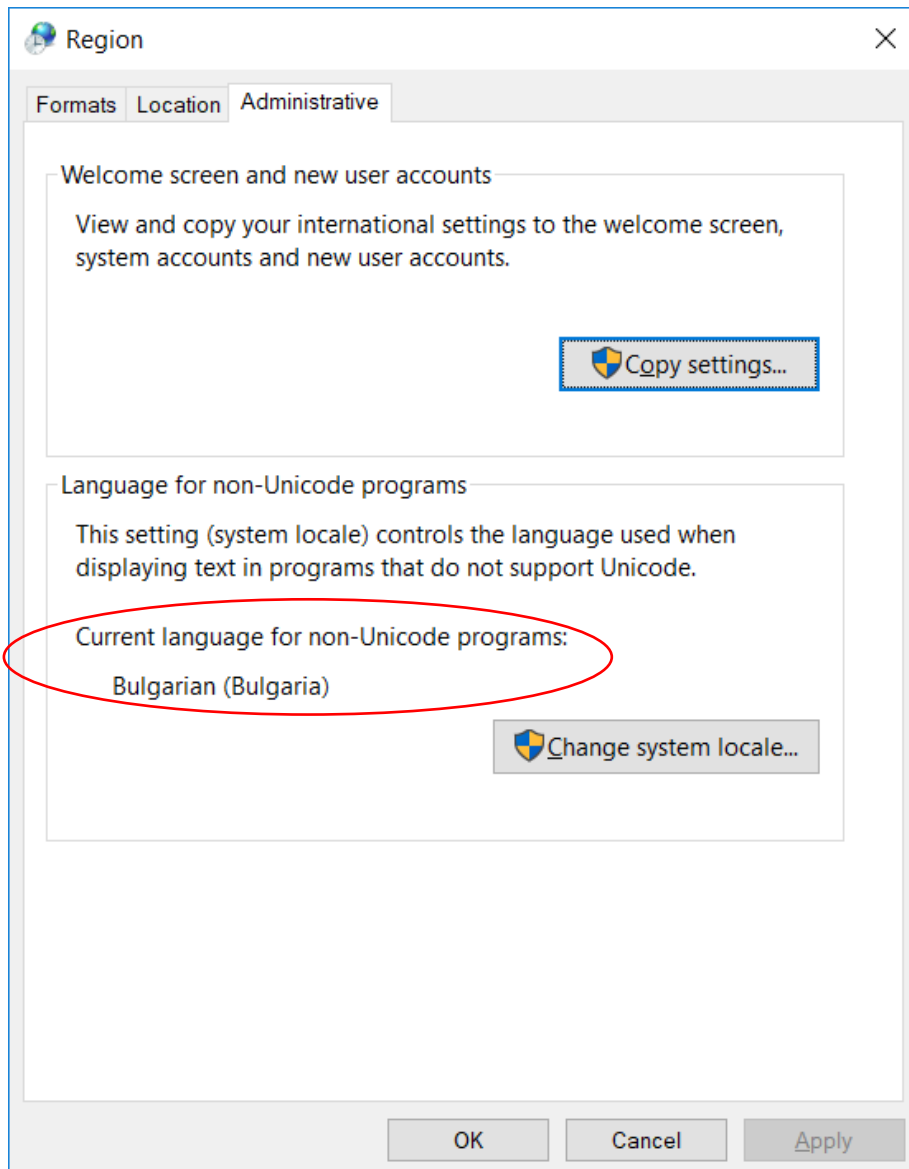 Region
Formats Location Administrative
Welcome screen and new user accounts
View and copy your international settings to the welcome screen,
system accounts and new user accounts.
Copy settings...
Language for non-Unicode programs
This setting (system locale) controls the language used when
displaying text in programs that do not support Unicode.
Current language for non-Unicode programs:
Bulgarian (Bulgaria)
Change system locale...
OK Cancel Apply